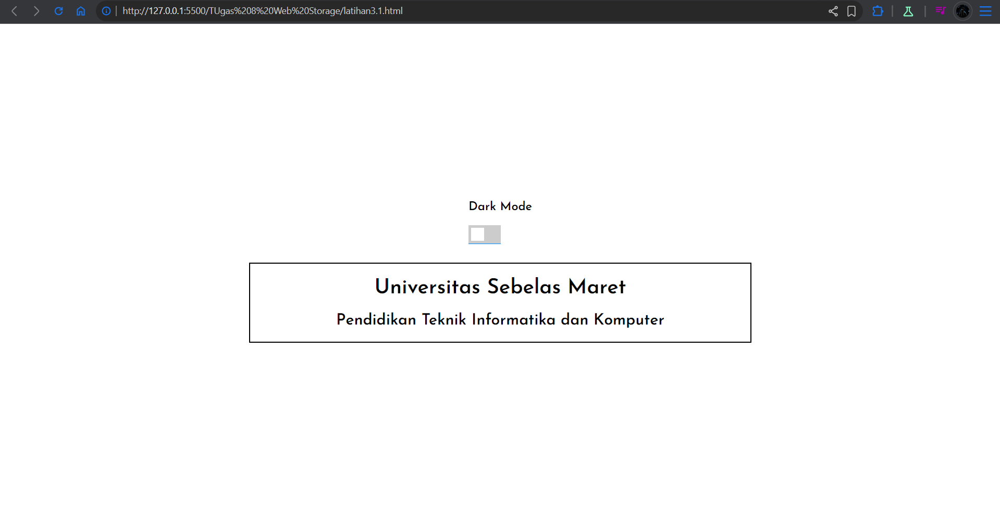 http://127.0.0.1:5500/TUgas%208%20Web%20Storage/latihan3.1.html
Dark Mode
Universitas Sebelas Maret
Pendidikan Teknik Informatika dan Komputer